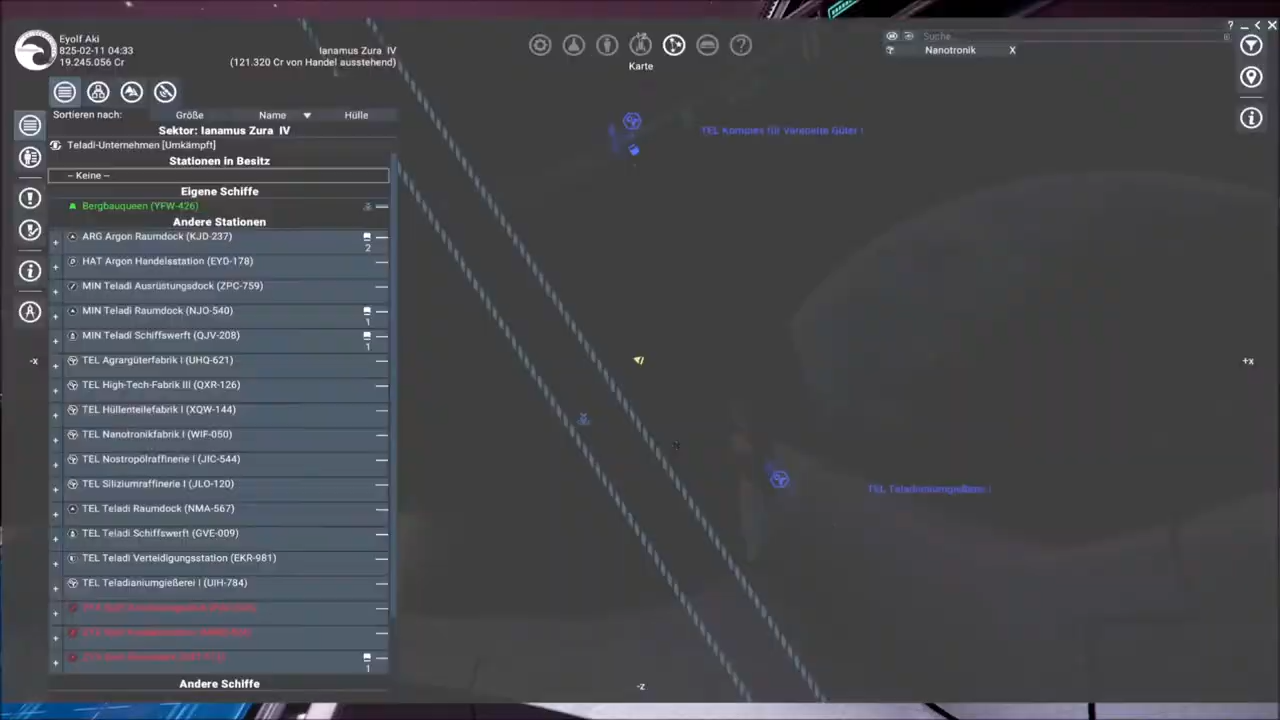 Eyolf Aki
825-02-11 04:33
19.245.056 Cr
Ianamus Zura IV
(121.320 Cr von Handel ausstehend)
Karte
Suche...
Nanotronik X
Sortieren nach: Größe Name Hülle
Sektor: Ianamus Zura IV
Teladi-Unternehmen [Umkämpft]
Stationen in Besitz
-- Keine --
Eigene Schiffe
Bergbauqueen (YFW-426)
Andere Stationen
ARG Argon Raumdock (KJD-237)
2
HAT Argon Handelsstation (EYD-178)
MIN Teladi Ausrüstungsdock (ZPC-759)
MIN Teladi Raumdock (NJO-540)
1
MIN Teladi Schiffswerft (QJV-208)
1
TEL Agrargüterfabrik I (UHQ-621)
TEL High-Tech-Fabrik III (QXR-126)
TEL Hüllenteilefabrik I (XQW-144)
TEL Nanotronikfabrik I (WIF-050)
TEL Nostropölraffinerie I (JFC-544)
TEL Siliziumraffinerie I (JLO-120)
TEL Teladi Raumdock (NMA-567)
TEL Teladi Schiffswerft (GVE-009)
TEL Teladi Verteidigungsstation (EKR-981)
TEL Teladianiumgießerei I (UIH-784)
1
Andere Schiffe
TEL Komplex für veredelte Güter I
TEL Teladianiumgießerei I
-x
+x
-z
? _ < X